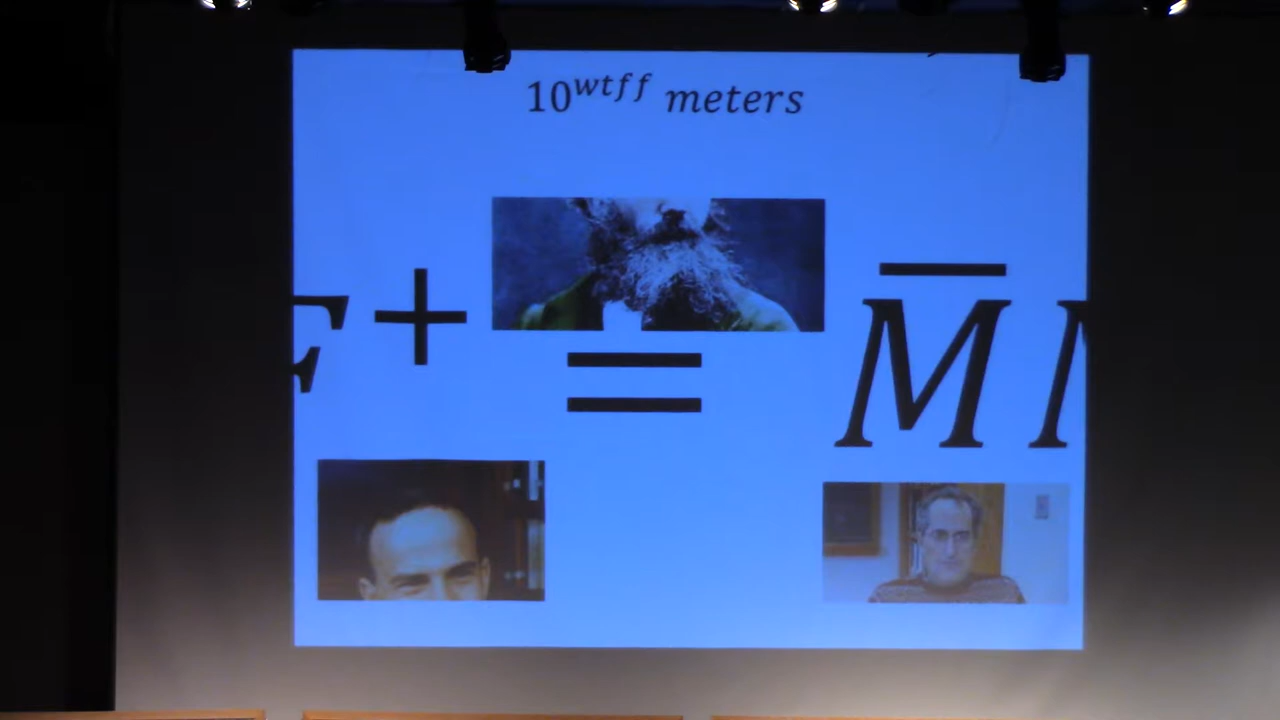 10^wtff meters
F + = M̅ M